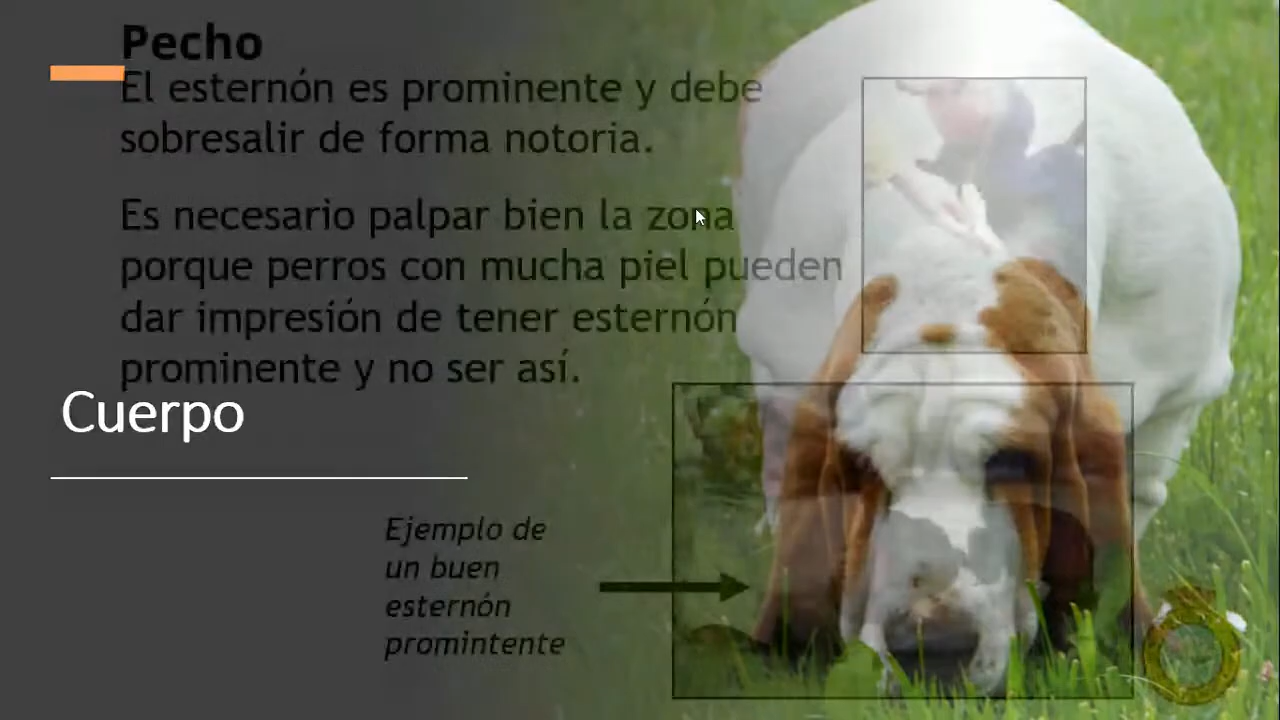 Pecho
El esternón es prominente y debe
sobresalir de forma notoria.
Es necesario palpar bien la zona
porque perros con mucha piel pueden
dar impresión de tener esternón
prominente y no ser así.
Cuerpo
Ejemplo de
un buen
esternón
promintente